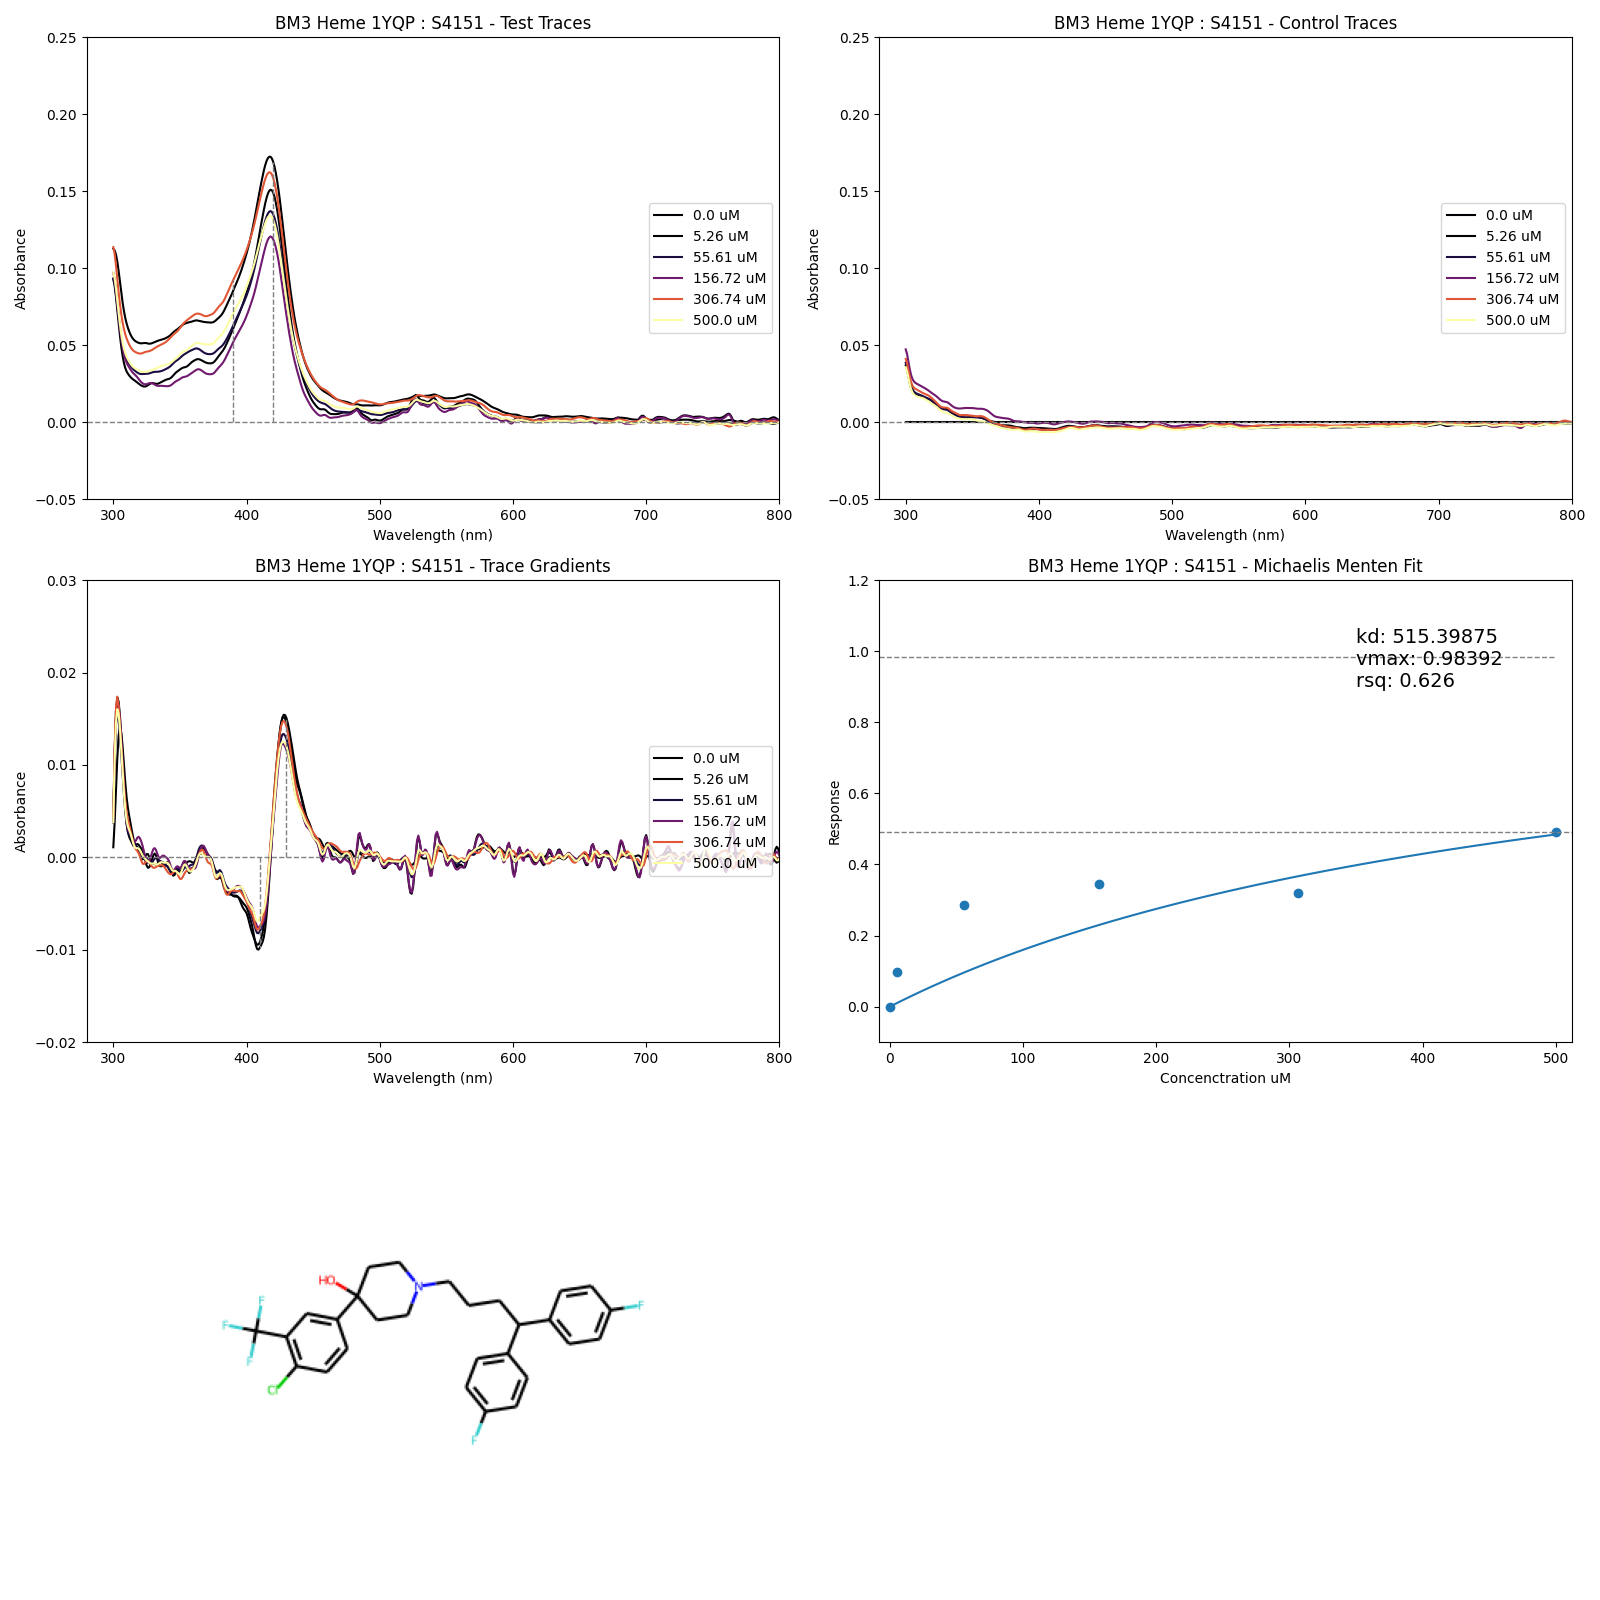 BM3 Heme 1YQP : S4151 - Test Traces
0.25
0.20
0.15
0.10
0.05
0.00
−0.05
Absorbance
300
400
500
600
700
800
Wavelength (nm)
0.0 uM
5.26 uM
55.61 uM
156.72 uM
306.74 uM
500.0 uM
BM3 Heme 1YQP : S4151 - Control Traces
0.25
0.20
0.15
0.10
0.05
0.00
−0.05
Absorbance
300
400
500
600
700
800
Wavelength (nm)
0.0 uM
5.26 uM
55.61 uM
156.72 uM
306.74 uM
500.0 uM
BM3 Heme 1YQP : S4151 - Trace Gradients
0.03
0.02
0.01
0.00
−0.01
−0.02
Absorbance
300
400
500
600
700
800
Wavelength (nm)
0.0 uM
5.26 uM
55.61 uM
156.72 uM
306.74 uM
500.0 uM
BM3 Heme 1YQP : S4151 - Michaelis Menten Fit
1.2
1.0
0.8
0.6
0.4
0.2
0.0
Response
kd: 515.39875
vmax: 0.98392
rsq: 0.626
0
100
200
300
400
500
Concenctration uM
HO
N
F
F
F
F
Cl
F